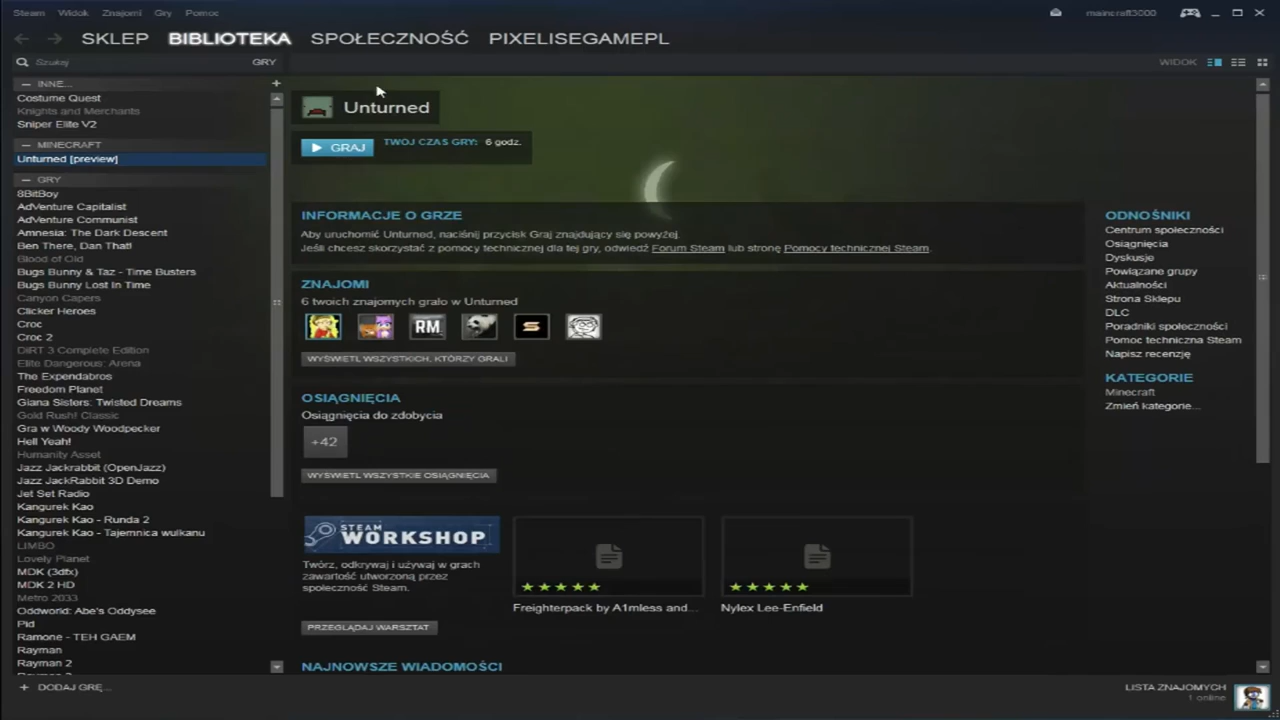 Steam Widok Znajomi Gry Pomoc
maincraft3000
SKLEP BIBLIOTEKA SPOŁECZNOŚĆ PIXELISEGAMEPL
Szukaj GRY
WIDOK
— INNE... +
Costume Quest
Knights and Merchants
Sniper Elite V2
— MINECRAFT
Unturned [preview]
— GRY
8BitBoy
AdVenture Capitalist
AdVenture Communist
Amnesia: The Dark Descent
Ben There, Dan That!
Blood of Old
Bugs Bunny & Taz - Time Busters
Bugs Bunny Lost In Time
Canyon Capers
Clicker Heroes
Croc
Croc 2
DiRT 3 Complete Edition
Elite Dangerous: Arena
The Expendabros
Freedom Planet
Giana Sisters: Twisted Dreams
Gold Rush! Classic
Gra w Woody Woodpecker
Hell Yeah!
Humanity Asset
Jazz Jackrabbit (OpenJazz)
Jazz JackRabbit 3D Demo
Jet Set Radio
Kangurek Kao
Kangurek Kao - Runda 2
Kangurek Kao - Tajemnica wulkanu
LIMBO
Lovely Planet
MDK (3dfx)
MDK 2 HD
Metro 2033
Oddworld: Abe's Oddysee
Pid
Ramone - TEH GAEM
Rayman
Rayman 2
+ DODAJ GRĘ...
Unturned
GRAJ TWÓJ CZAS GRY: 6 godz.
INFORMACJE O GRZE
Aby uruchomić Unturned, naciśnij przycisk Graj znajdujący się powyżej.
Jeśli chcesz skorzystać z pomocy technicznej dla tej gry, odwiedź Forum Steam lub stronę Pomocy technicznej Steam.
ZNAJOMI
6 twoich znajomych grało w Unturned
RM S
WYŚWIETL WSZYSTKICH, KTÓRZY GRALI
OSIĄGNIĘCIA
Osiągnięcia do zdobycia
+42
WYŚWIETL WSZYSTKIE OSIĄGNIĘCIA
STEAM
WORKSHOP
Twórz, odkrywaj i używaj w grach
zawartość utworzoną przez
społeczność Steam.
PRZEGLĄDAJ WARSZTAT
Freighterpack by A1mless and...
Nylex Lee-Enfield
NAJNOWSZE WIADOMOŚCI
ODNOŚNIKI
Centrum społeczności
Osiągnięcia
Dyskusje
Powiązane grupy
Aktualności
Strona Sklepu
DLC
Poradniki społeczności
Pomoc techniczna Steam
Napisz recenzję
KATEGORIE
Minecraft
Zmień kategorie...
LISTA ZNAJOMYCH
1 online